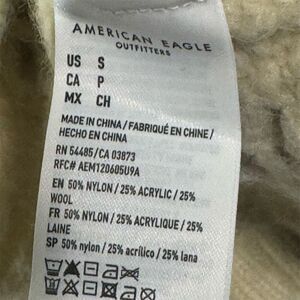 AMERICAN EAGLE
OUTFITTERS
US S
CA P
MX CH
MADE IN CHINA / FABRIQUÉ EN CHINE /
HECHO EN CHINA
RN 54485/CA 03873
RFC# AEM120605U9A
EN 50% NYLON / 25% ACRYLIC / 25%
WOOL
FR 50% NYLON / 25% ACRYLIQUE / 25%
LAINE
SP 50% nylon / 25% acrílico / 25% lana